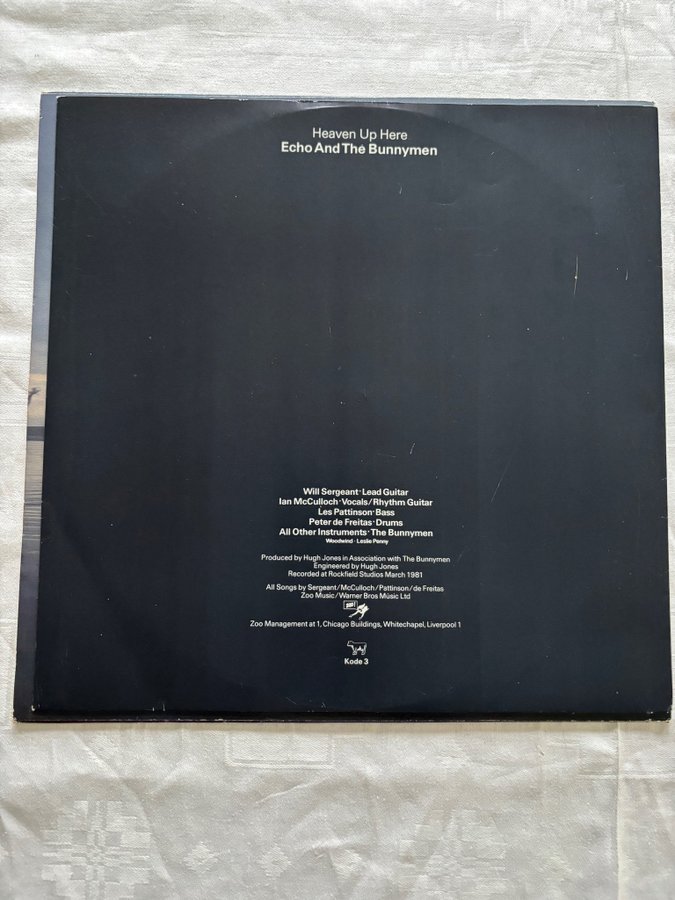 Heaven Up Here
Echo And The Bunnymen
Will Sergeant·Lead Guitar
Ian McCulloch·Vocals/Rhythm Guitar
Les Pattinson·Bass
Peter de Freitas·Drums
All Other Instruments·The Bunnymen
Woodwind·Leslie Penny
Produced by Hugh Jones in Association with The Bunnymen
Engineered by Hugh Jones
Recorded at Rockfield Studios March 1981
All Songs by Sergeant/McCulloch/Pattinson/de Freitas
Zoo Music/Warner Bros Music Ltd
Zoo Management at 1, Chicago Buildings, Whitechapel, Liverpool 1
Kode 3